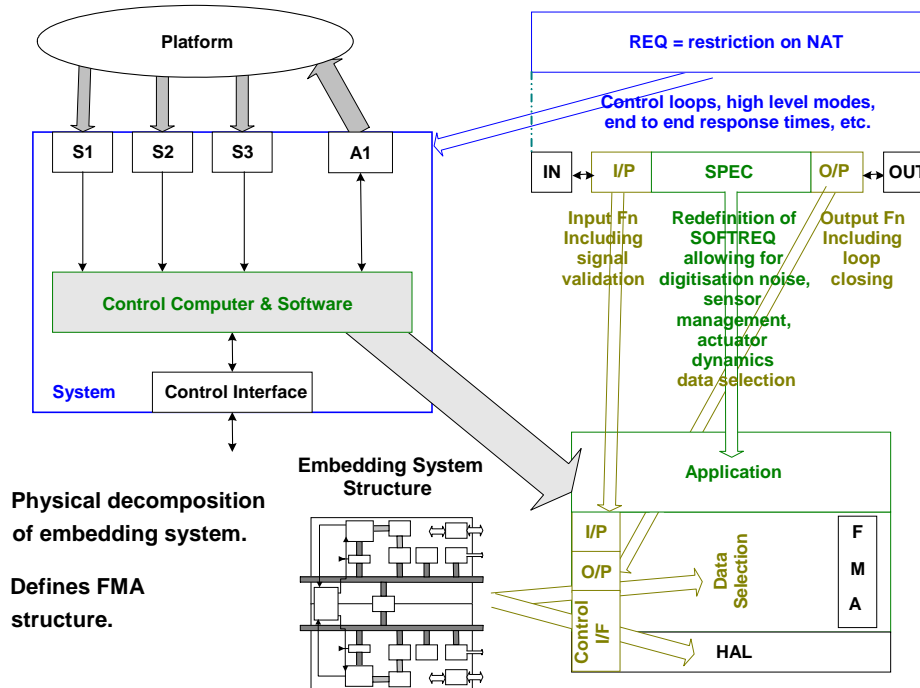 Platform
REQ = restriction on NAT
Control loops, high level modes,
end to end response times, etc.
S1
S2
S3
A1
IN
I/P
SPEC
O/P
OUT
Input Fn
Including
signal
validation
Redefinition of
SOFTREQ
allowing for
digitisation noise,
sensor
management,
actuator
dynamics
data selection
Output Fn
Including
loop
closing
Control Computer & Software
System
Control Interface
Embedding System
Structure
Physical decomposition
of embedding system.
Defines FMA
structure.
Application
I/P
O/P
Control
I/F
Data
Selection
F
M
A
HAL